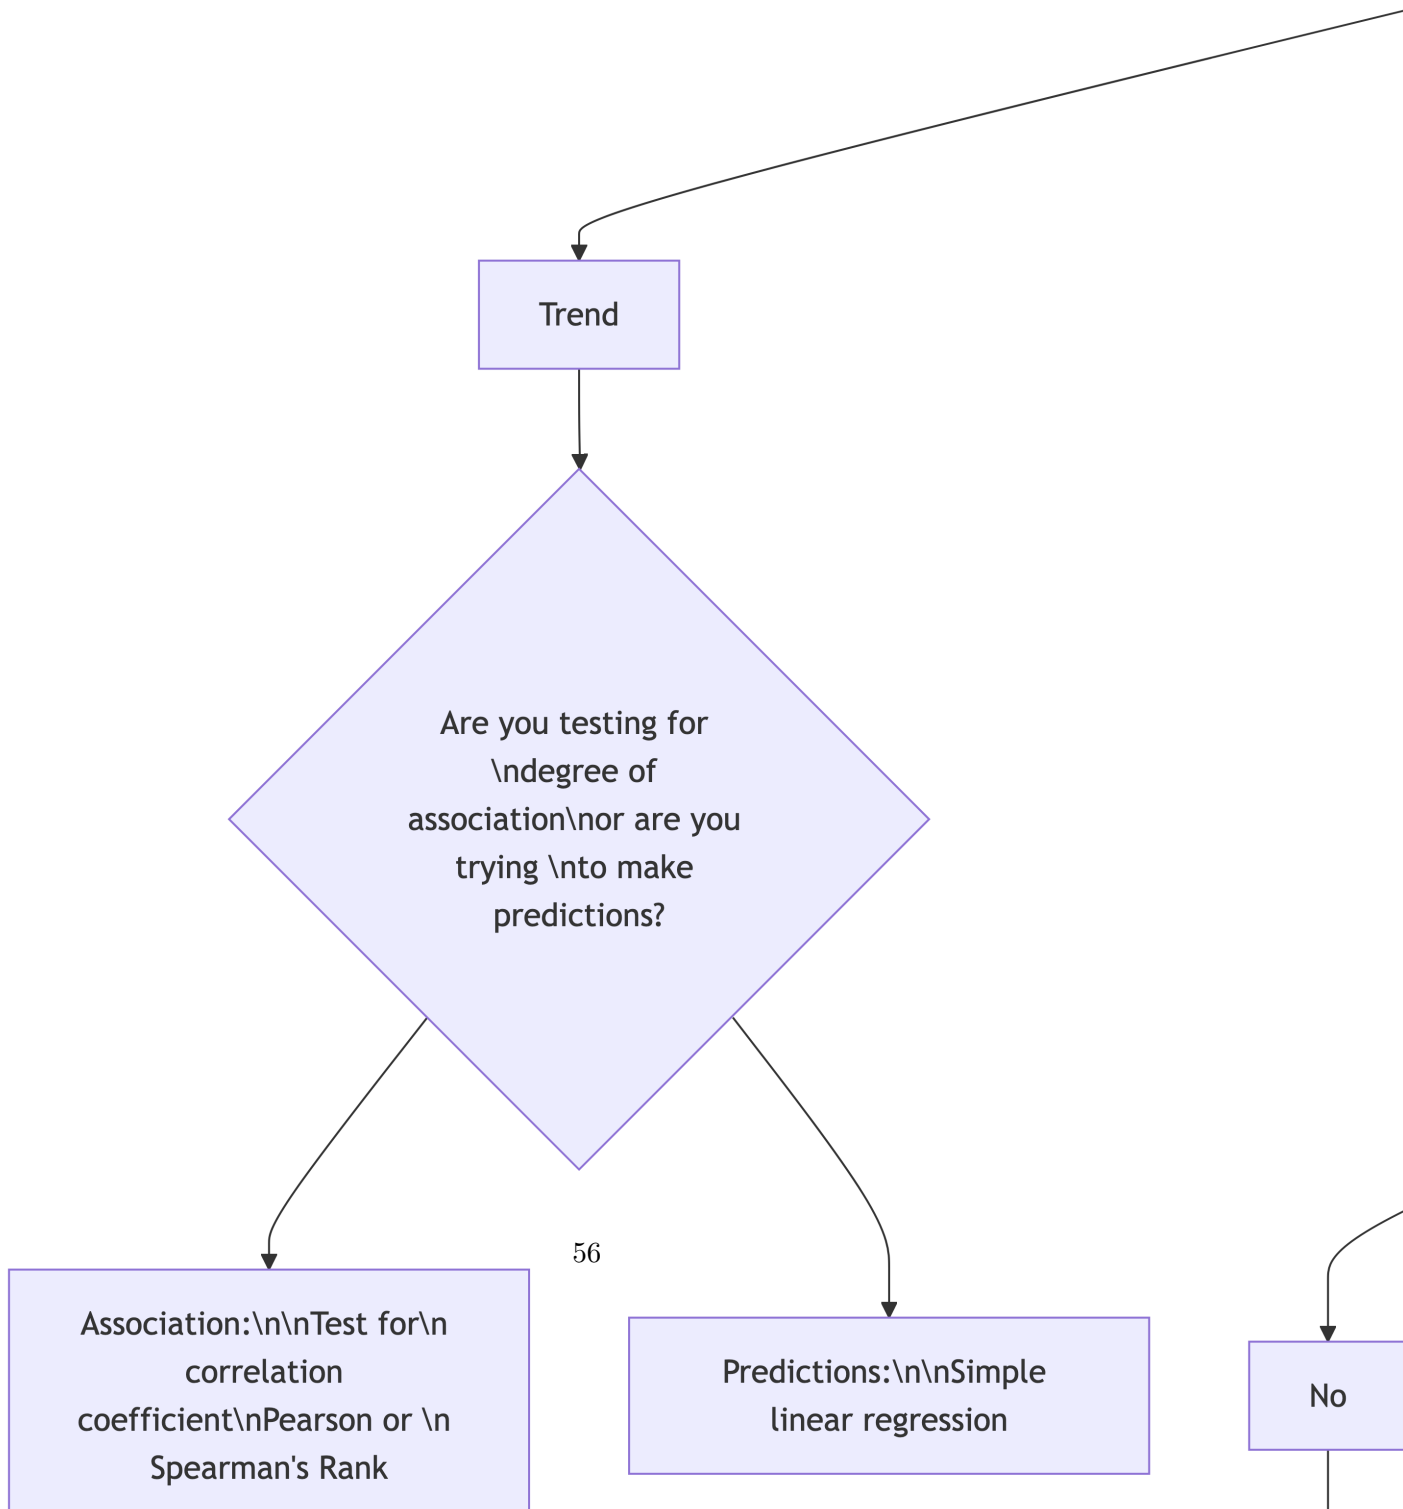 Trend
Are you testing for
\ndegree of
association\nor are you
trying \nto make
predictions?
56
Association:\n\nTest for\n
correlation
coefficient\nPearson or \n
Spearman's Rank
Predictions:\n\nSimple
linear regression
No